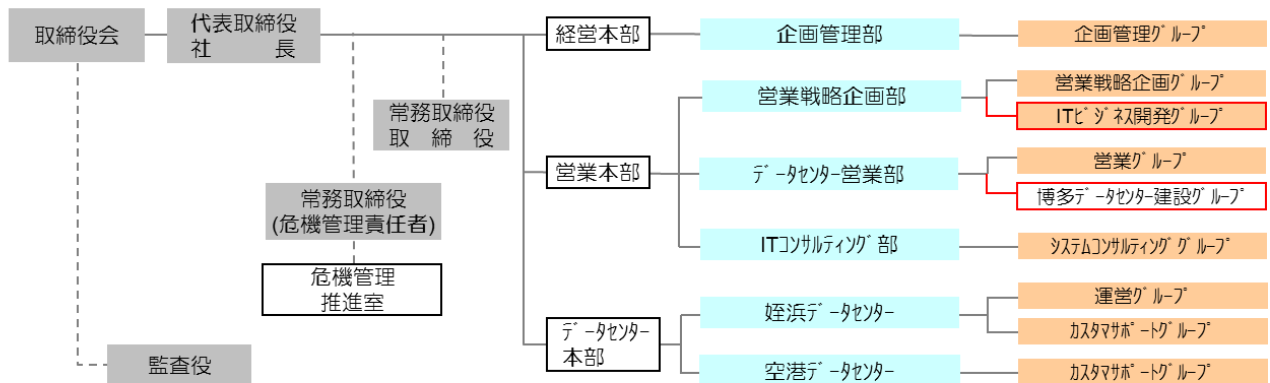 取締役会
代表取締役
社　　　長
経営本部
企画管理部
企画管理ｸﾞﾙｰﾌﾟ
常務取締役
取　締　役
営業戦略企画部
営業戦略企画ｸﾞﾙｰﾌﾟ
ITﾋﾞｼﾞﾈｽ開発ｸﾞﾙｰﾌﾟ
営業本部
ﾃﾞｰﾀｾﾝﾀｰ営業部
営業ｸﾞﾙｰﾌﾟ
博多ﾃﾞｰﾀｾﾝﾀｰ建設ｸﾞﾙｰﾌﾟ
常務取締役
(危機管理責任者)
ITｺﾝｻﾙﾃｨﾝｸﾞ部
ｼｽﾃﾑｺﾝｻﾙﾃｨﾝｸﾞｸﾞﾙｰﾌﾟ
危機管理
推進室
ﾃﾞｰﾀｾﾝﾀｰ
本部
姪浜ﾃﾞｰﾀｾﾝﾀｰ
運営ｸﾞﾙｰﾌﾟ
ｶｽﾀﾏｻﾎﾟｰﾄｸﾞﾙｰﾌﾟ
監査役
空港ﾃﾞｰﾀｾﾝﾀｰ
ｶｽﾀﾏｻﾎﾟｰﾄｸﾞﾙｰﾌﾟ